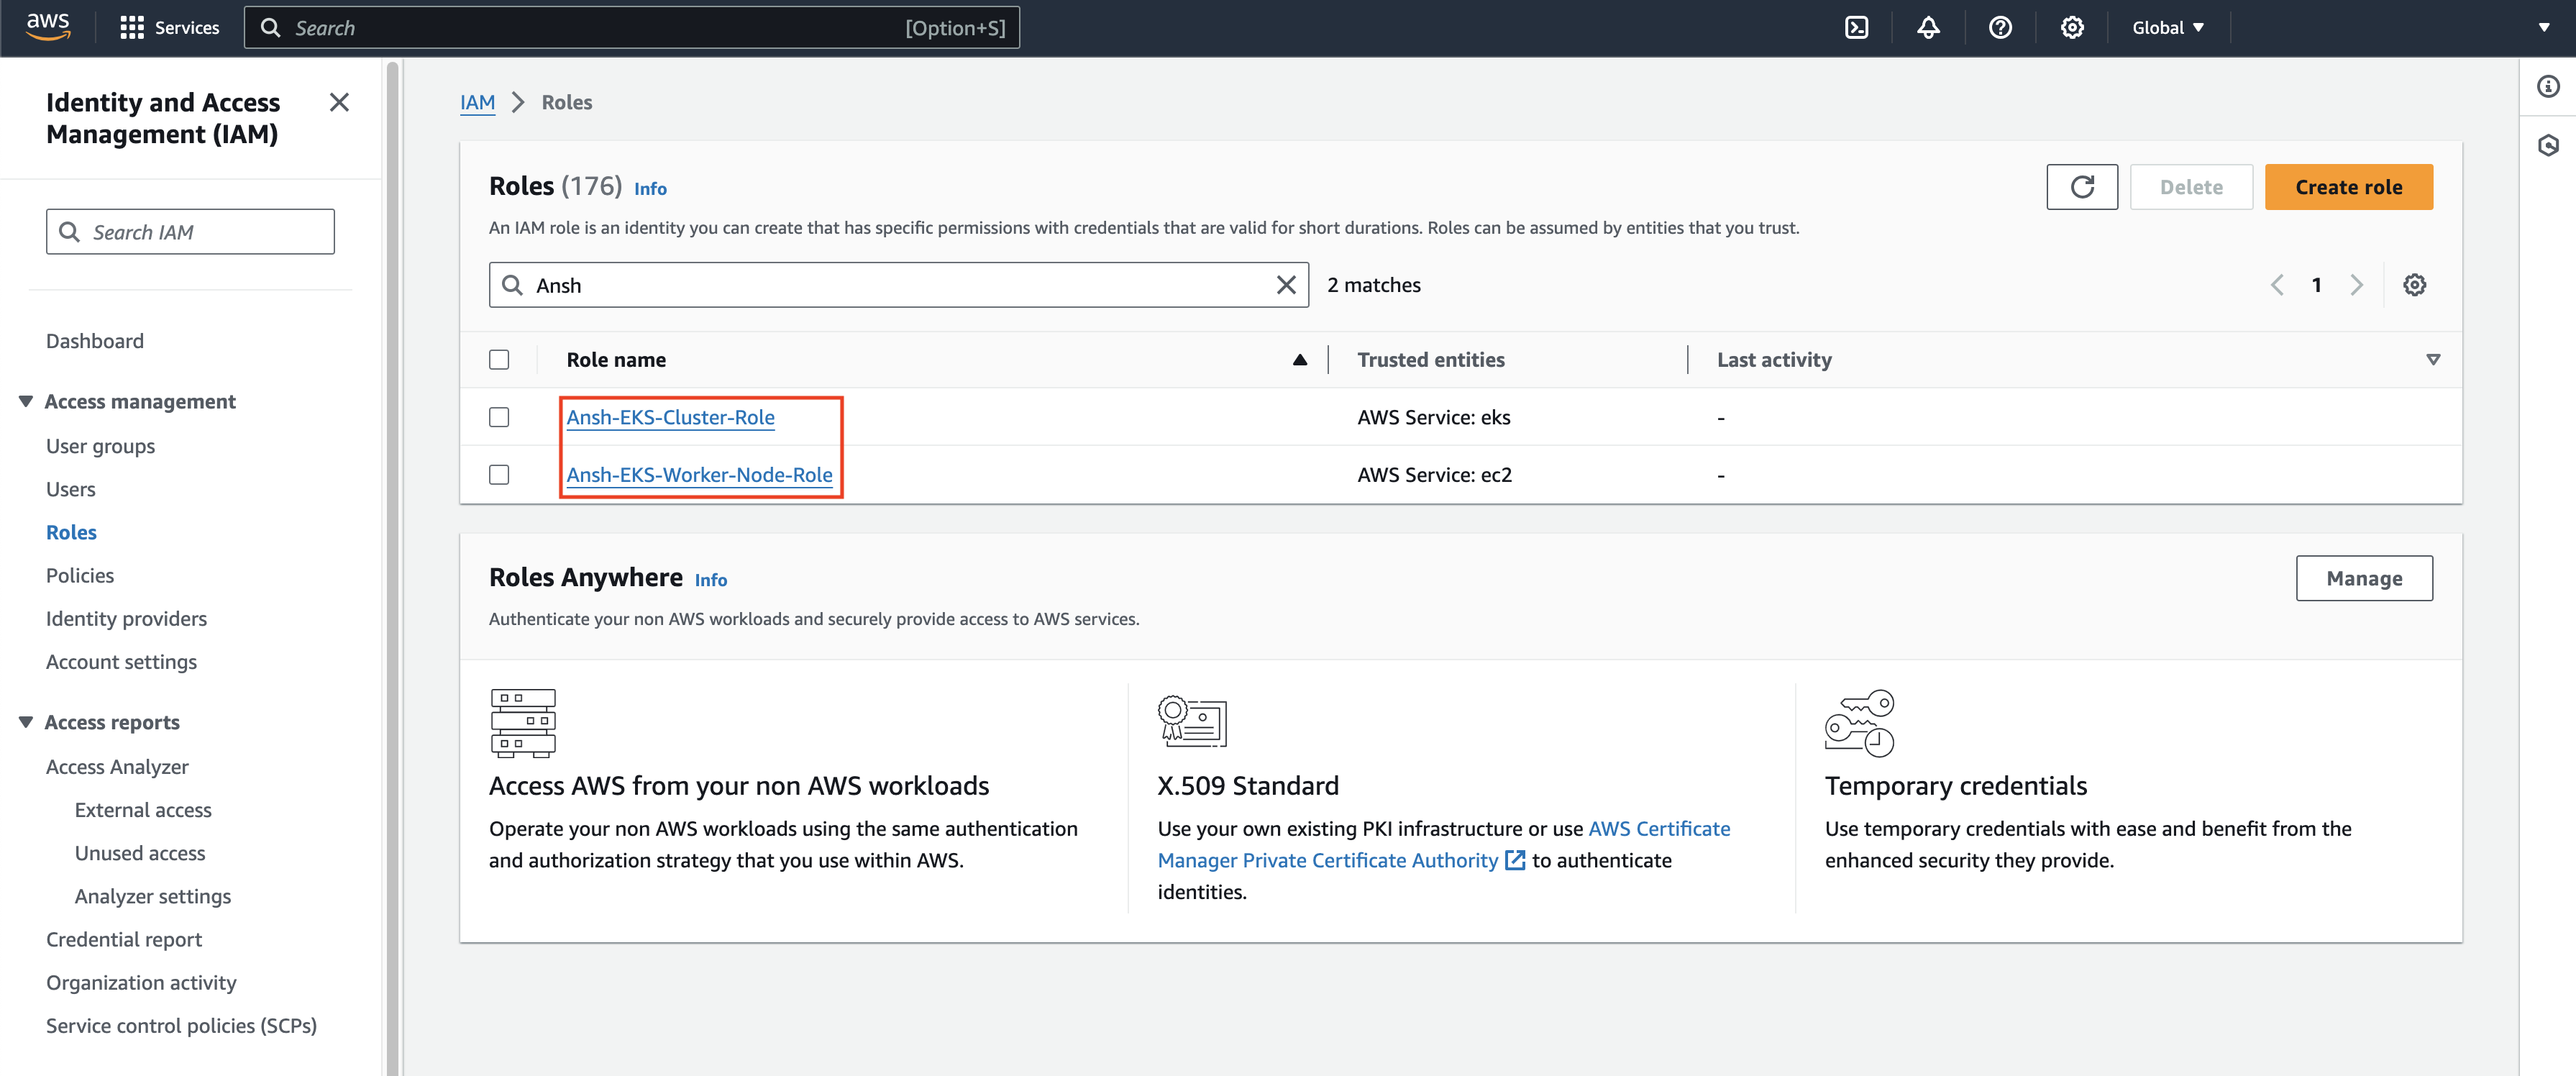 aws
Services
Search
[Option+S]
Global
Identity and Access
Management (IAM)
Search IAM
Dashboard
Access management
User groups
Users
Roles
Policies
Identity providers
Account settings
Access reports
Access Analyzer
External access
Unused access
Analyzer settings
Credential report
Organization activity
Service control policies (SCPs)
IAM
Roles
Roles (176) Info
Delete
Create role
An IAM role is an identity you can create that has specific permissions with credentials that are valid for short durations. Roles can be assumed by entities that you trust.
Ansh
2 matches
1
Role name
Trusted entities
Last activity
Ansh-EKS-Cluster-Role
AWS Service: eks
-
Ansh-EKS-Worker-Node-Role
AWS Service: ec2
-
Roles Anywhere Info
Manage
Authenticate your non AWS workloads and securely provide access to AWS services.
Access AWS from your non AWS workloads
Operate your non AWS workloads using the same authentication
and authorization strategy that you use within AWS.
X.509 Standard
Use your own existing PKI infrastructure or use AWS Certificate
Manager Private Certificate Authority to authenticate
identities.
Temporary credentials
Use temporary credentials with ease and benefit from the
enhanced security they provide.